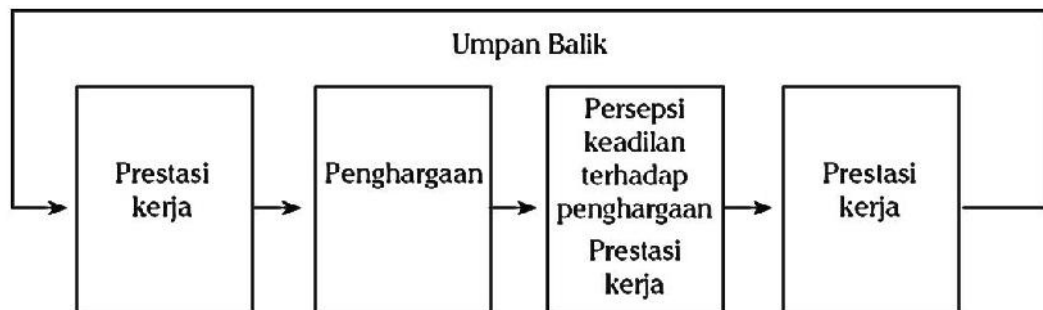 Umpan Balik
Prestasi
kerja
Penghargaan
Persepsi
keadilan
terhadap
penghargaan
Prestasi
kerja
Prestasi
kerja